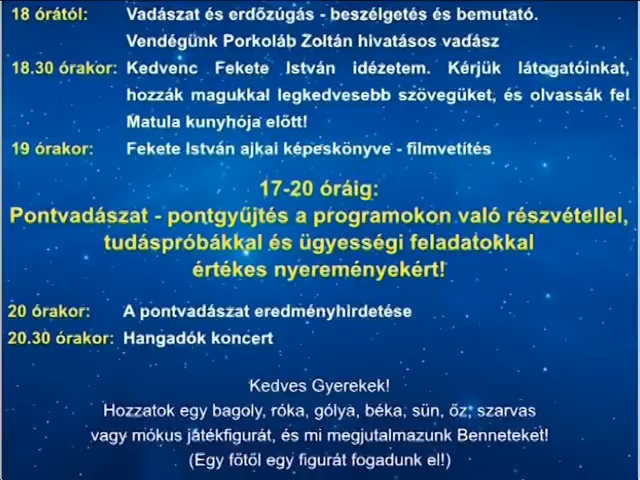 18 órától: Vadászat és erdőzúgás - beszélgetés és bemutató.
Vendégünk Porkoláb Zoltán hivatásos vadász
18.30 órakor: Kedvenc Fekete István idézetem. Kérjük látogatóinkat,
hozzák magukkal legkedvesebb szövegüket, és olvassák fel
Matula kunyhója előtt!
19 órakor: Fekete István ajkai képeskönyve - filmvetítés
17-20 óráig:
Pontvadászat - pontgyűjtés a programokon való részvétellel,
tudáspróbákkal és ügyességi feladatokkal
értékes nyereményekért!
20 órakor: A pontvadászat eredményhirdetése
20.30 órakor: Hangadók koncert
Kedves Gyerekek!
Hozzatok egy bagoly, róka, gólya, béka, sün, őz, szarvas
vagy mókus játékfigurát, és mi megjutalmazunk Benneteket!
(Egy főtől egy figurát fogadunk el!)